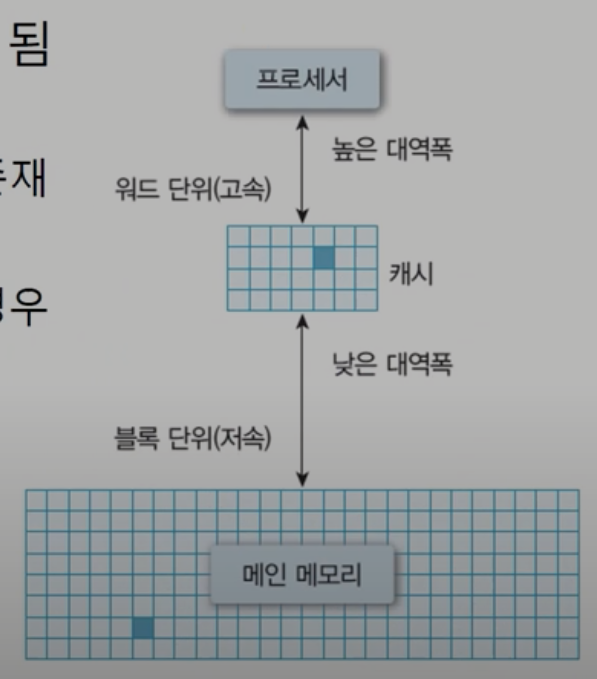 됨
프로세서
높은 대역폭
재
워드 단위(고속)
캐시
우
낮은 대역폭
블록 단위(저속)
메인 메모리